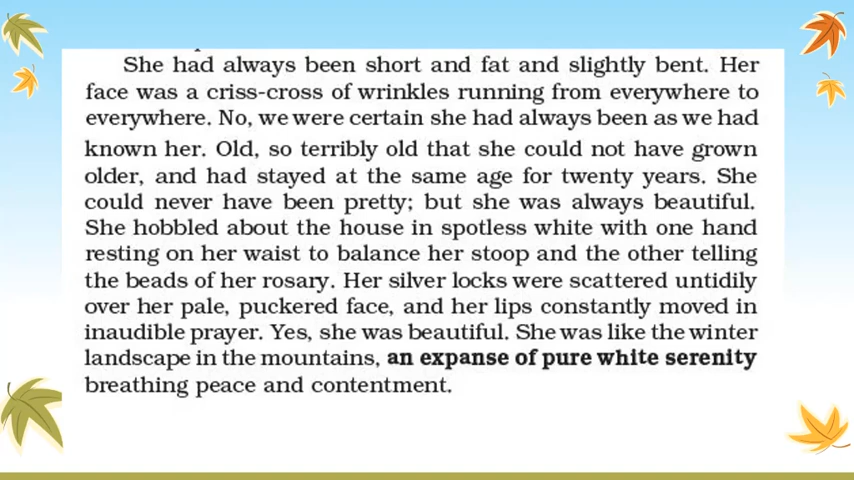 She had always been short and fat and slightly bent. Her
face was a criss-cross of wrinkles running from everywhere to
everywhere. No, we were certain she had always been as we had
known her. Old, so terribly old that she could not have grown
older, and had stayed at the same age for twenty years. She
could never have been pretty; but she was always beautiful.
She hobbled about the house in spotless white with one hand
resting on her waist to balance her stoop and the other telling
the beads of her rosary. Her silver locks were scattered untidily
over her pale, puckered face, and her lips constantly moved in
inaudible prayer. Yes, she was beautiful. She was like the winter
landscape in the mountains, an expanse of pure white serenity
breathing peace and contentment.